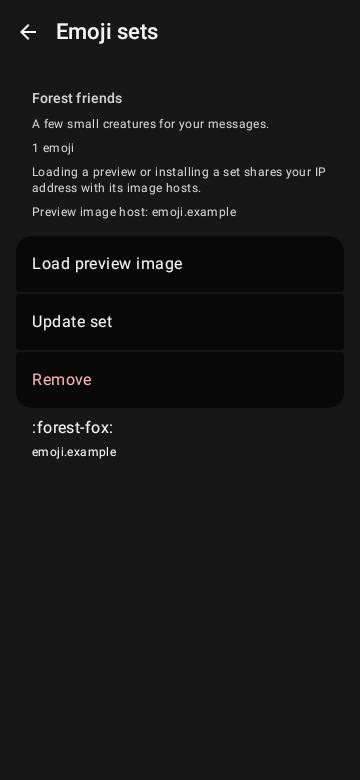 Emoji sets
Forest friends
A few small creatures for your messages.
1 emoji
Loading a preview or installing a set shares your IP
address with its image hosts.
Preview image host: emoji.example
Load preview image
Update set
Remove
:forest-fox:
emoji.example